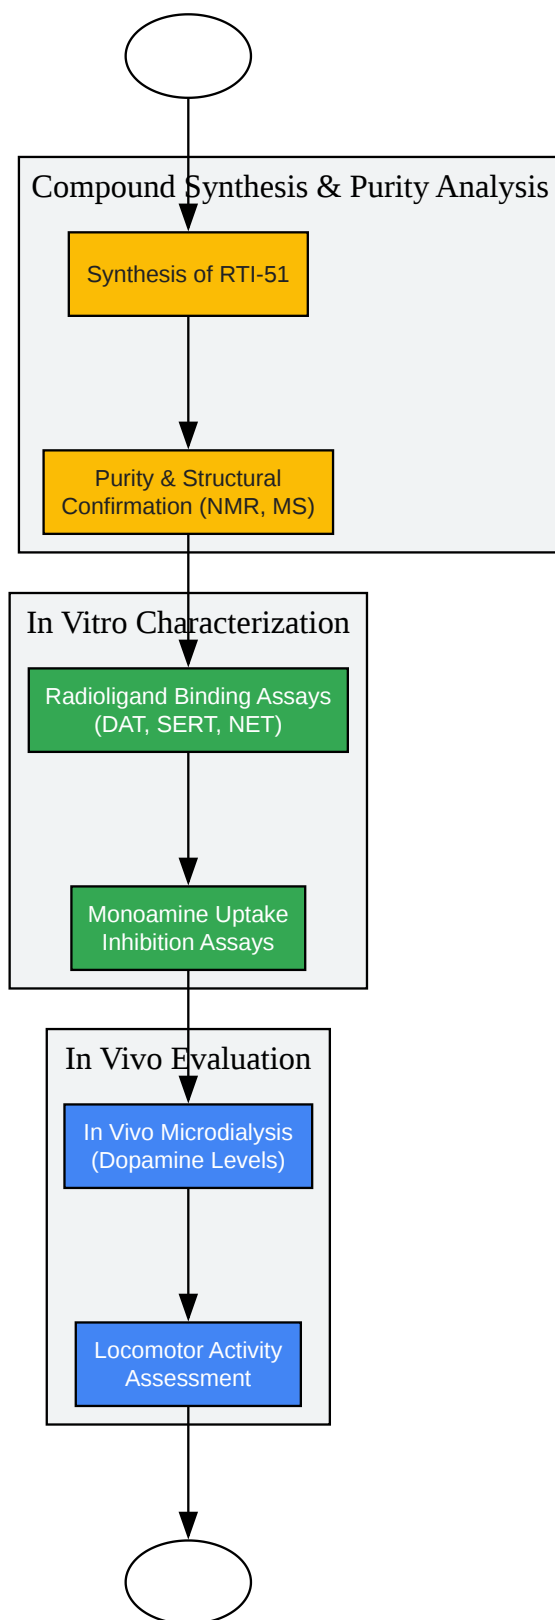 Compound Synthesis & Purity Analysis
Synthesis of RTI-51
Purity & Structural
Confirmation (NMR, MS)
In Vitro Characterization
Radioligand Binding Assays
(DAT, SERT, NET)
Monoamine Uptake
Inhibition Assays
In Vivo Evaluation
In Vivo Microdialysis
(Dopamine Levels)
Locomotor Activity
Assessment